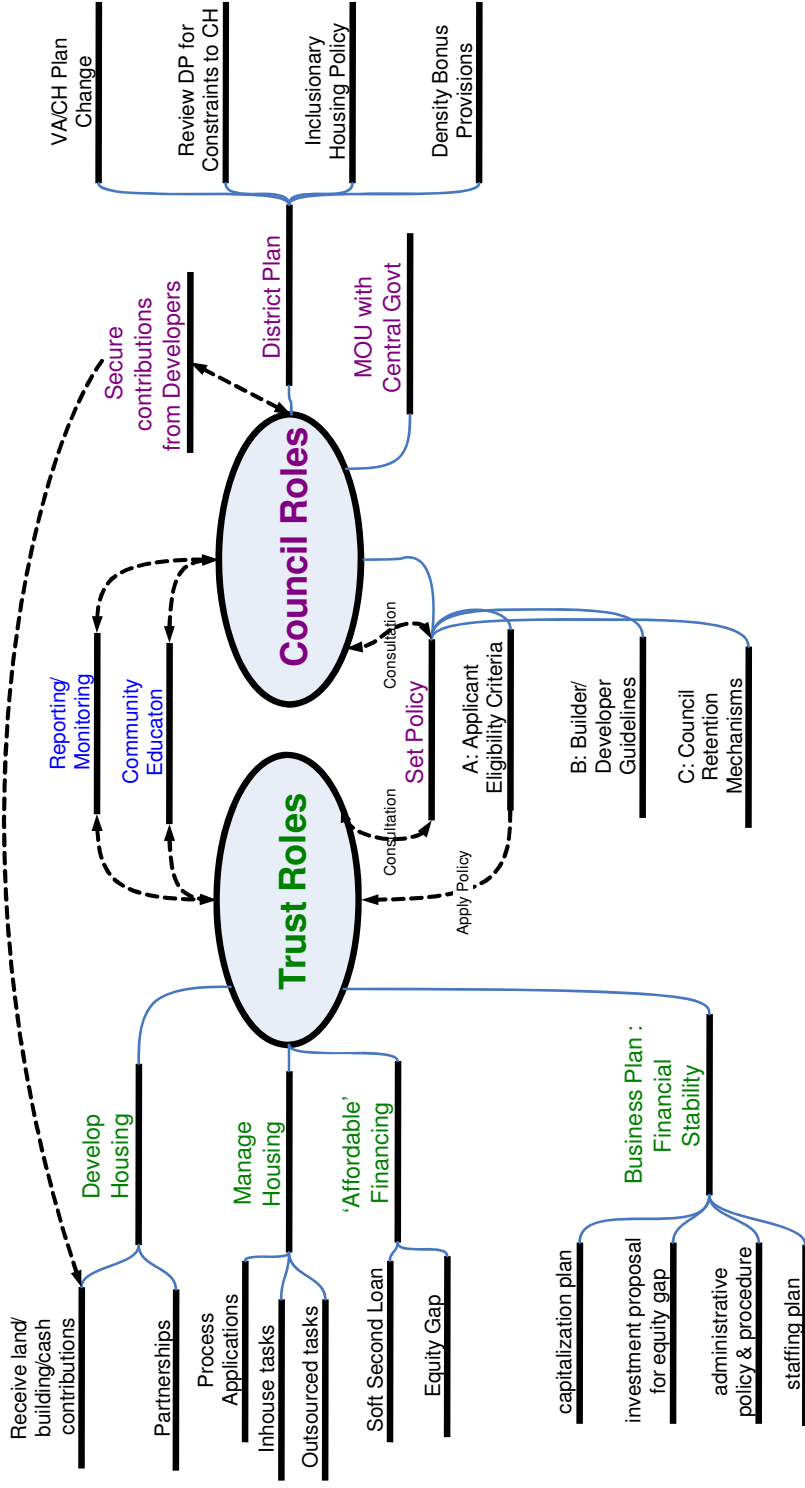 Receive land/
building/cash
contributions
Partnerships
Develop
Housing
Process
Applications
Inhouse tasks
Outsourced tasks
Manage
Housing
Soft Second Loan
Equity Gap
‘Affordable’
Financing
capitalization plan
investment proposal
for equity gap
administrative
policy & procedure
staffing plan
Business Plan :
Financial
Stability
Trust Roles
Reporting/
Monitoring
Community
Educaton
Consultation
Consultation
Set Policy
Apply Policy
A: Applicant
Eligibility Criteria
B: Builder/
Developer
Guidelines
C: Council
Retention
Mechanisms
Council Roles
Secure
contributions
from Developers
District Plan
MOU with
Central Govt
VA/CH Plan
Change
Review DP for
Constraints to CH
Inclusionary
Housing Policy
Density Bonus
Provisions